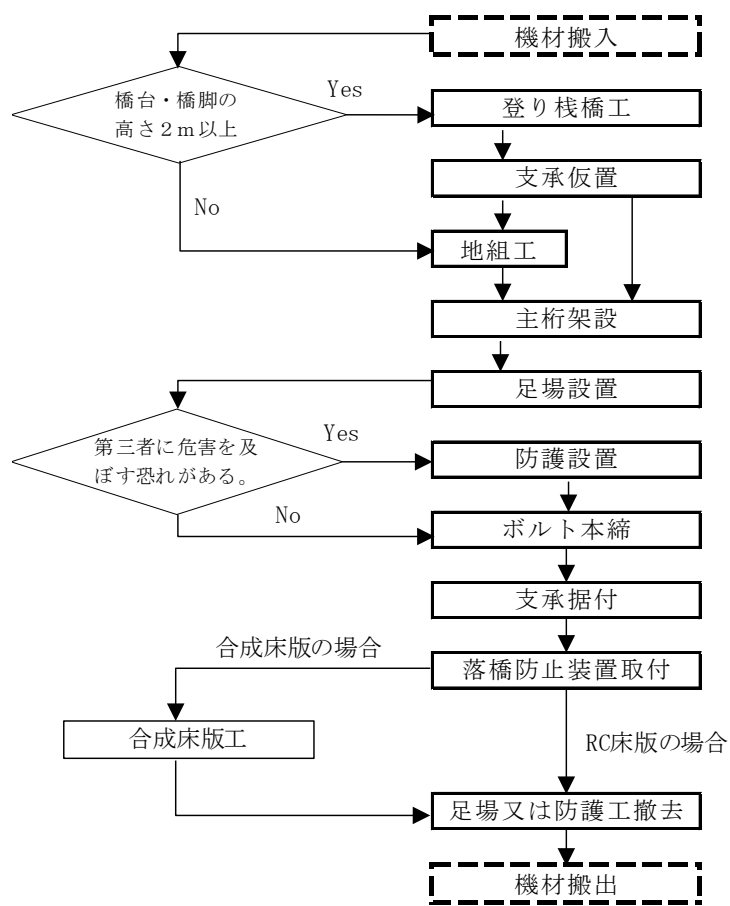 機材搬入
橋台・橋脚の
高さ2m以上
Yes
登り桟橋工
支承仮置
No
地組工
主桁架設
足場設置
第三者に危害を及
ぼす恐れがある。
Yes
防護設置
No
ボルト本締
支承据付
合成床版の場合
落橋防止装置取付
合成床版工
RC床版の場合
足場又は防護工撤去
機材搬出